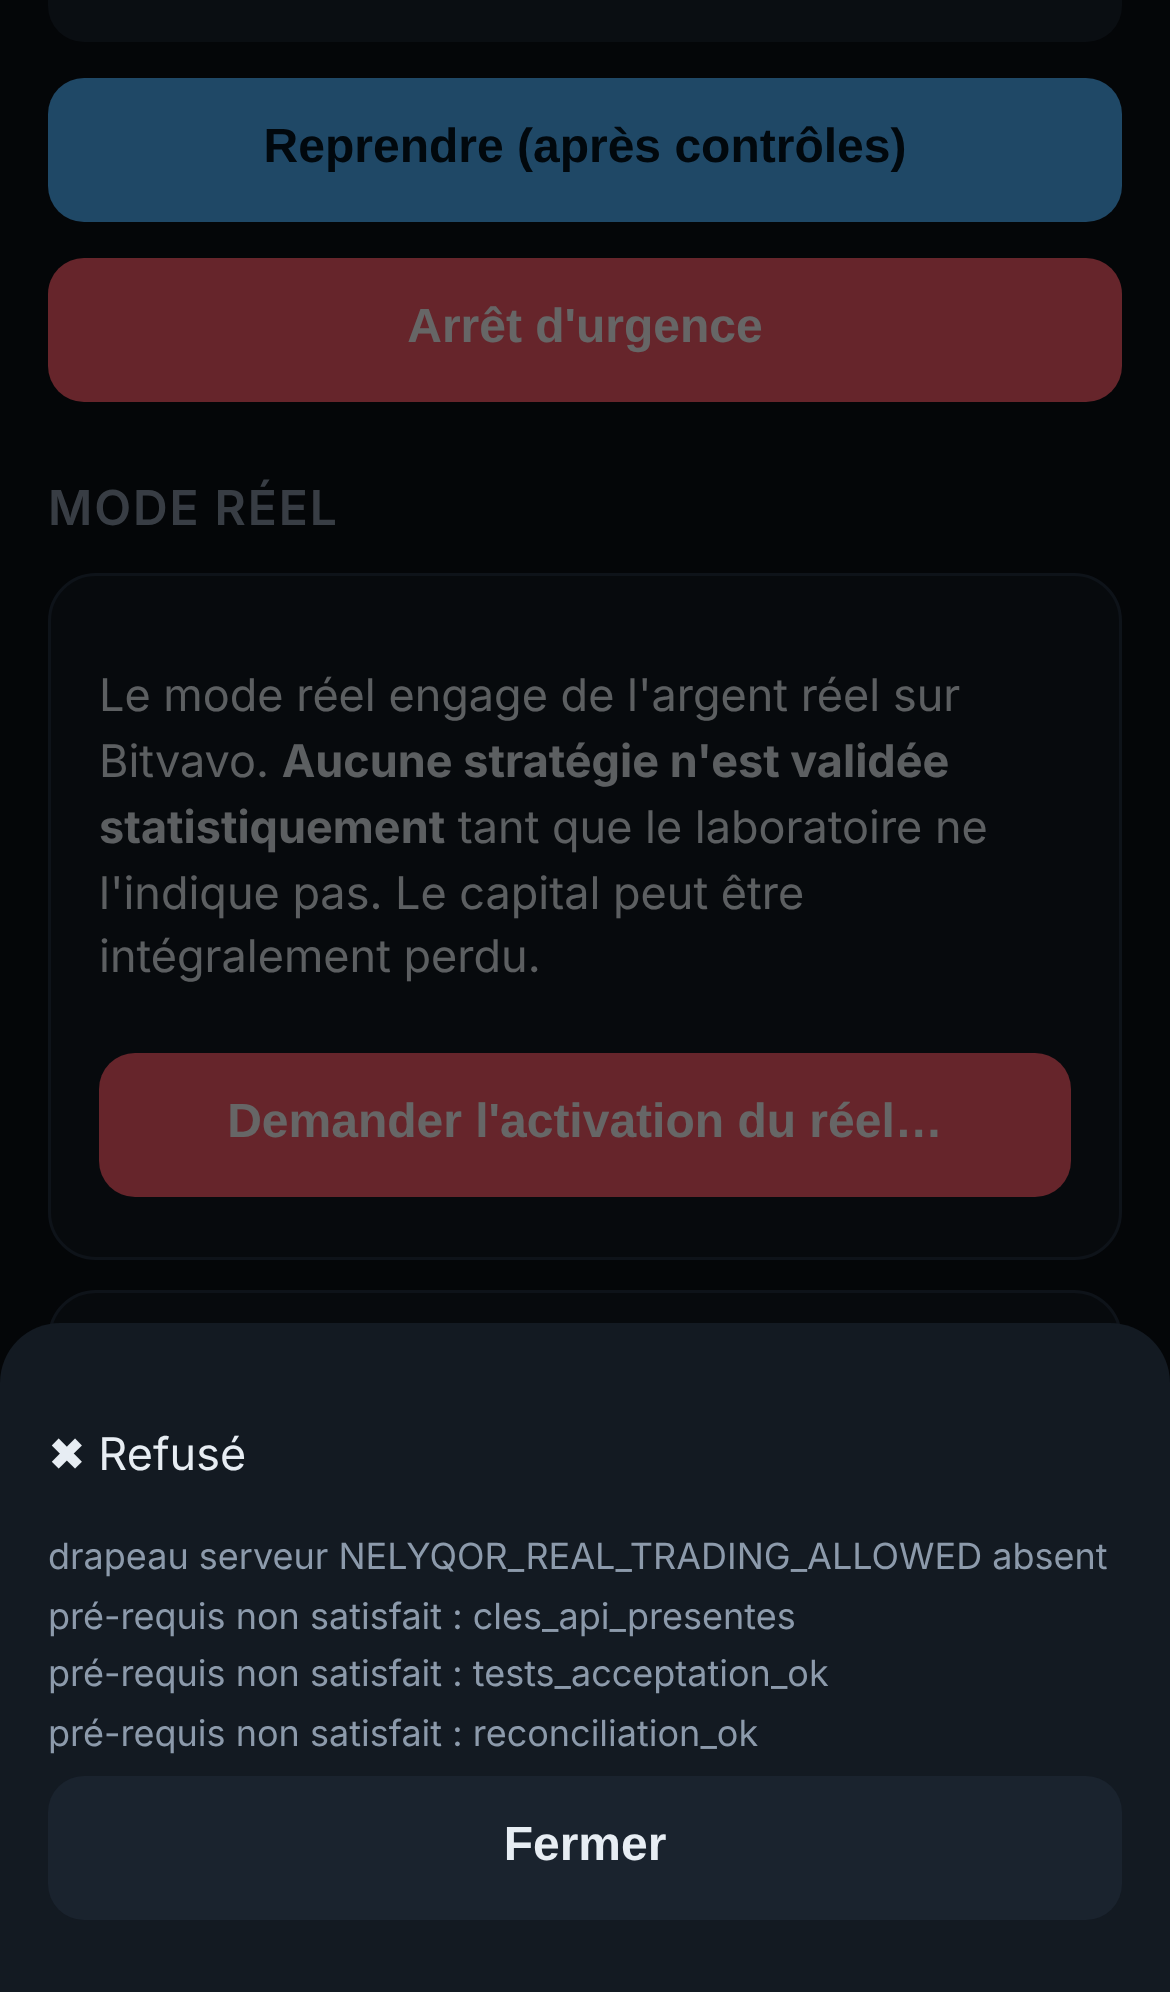 Reprendre (après contrôles)
Arrêt d'urgence
MODE RÉEL
Le mode réel engage de l'argent réel sur
Bitvavo. Aucune stratégie n'est validée
statistiquement tant que le laboratoire ne
l'indique pas. Le capital peut être
intégralement perdu.
Demander l'activation du réel…
✖ Refusé
drapeau serveur NELYQOR_REAL_TRADING_ALLOWED absent
pré-requis non satisfait : cles_api_presentes
pré-requis non satisfait : tests_acceptation_ok
pré-requis non satisfait : reconciliation_ok
Fermer